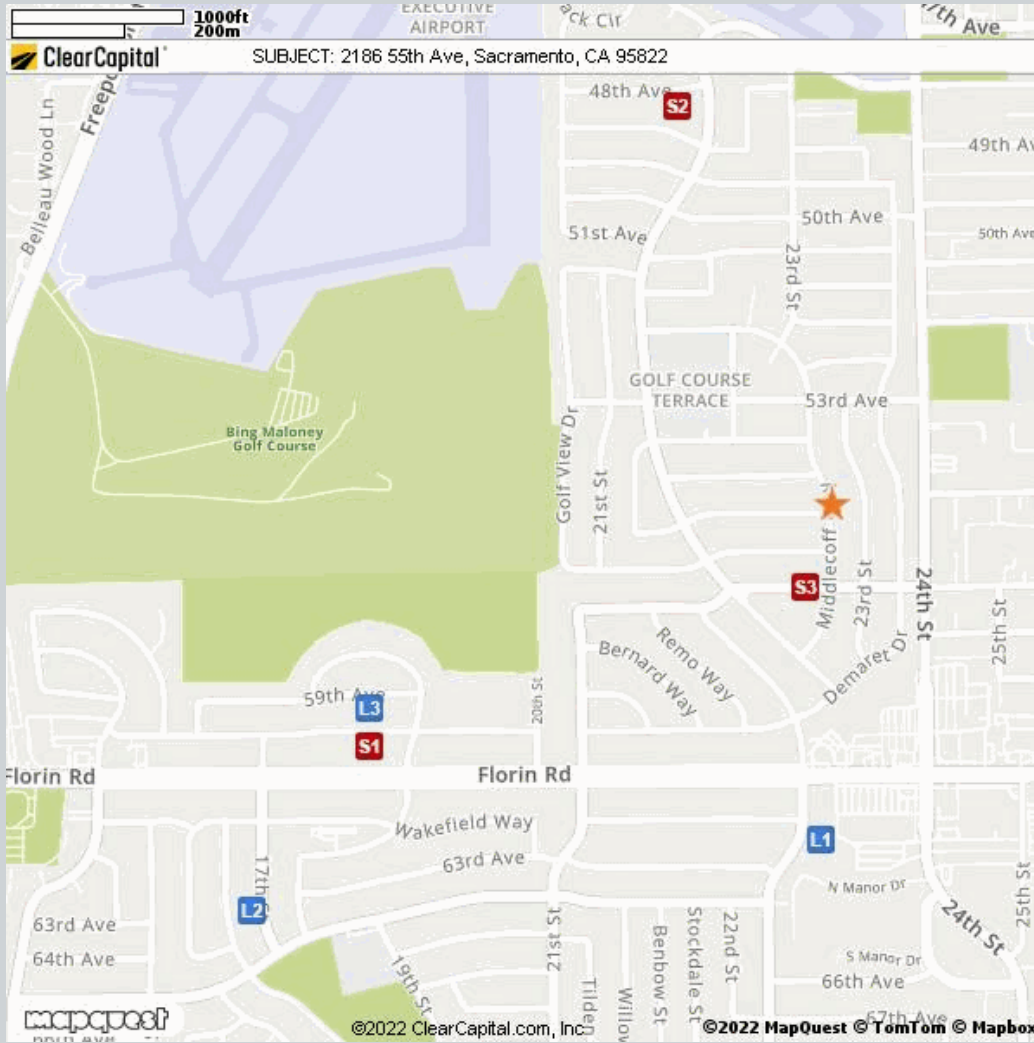 1000ft
200m
EXECUTIVE
AIRPORT
ack Cir
7th Ave
ClearCapital
SUBJECT: 2186 55th Ave, Sacramento, CA 95822
Belleau Wood Ln
Freepo
48th Ave
S2
49th Av
50th Ave
50th Ave
51st Ave
23rd St
GOLF COURSE
TERRACE
53rd Ave
Bing Maloney
Golf Course
Golf View Dr
21st St
Middlecoff
23rd St
S3
24th St
25th St
Remo Way
Bernard Way
Demaret Dr
59th Ave
L3
20th St
S1
Florin Rd
Florin Rd
Wakefield Way
L1
63rd Ave
17th
N Manor Dr
L2
25th St
24th St
63rd Ave
64th Ave
19th St
21st St
Tilden
Willow
Benbow St
Stockdale St
22nd St
S Manor Dr
66th Ave
67th Ave
mapquest
©2022 ClearCapital.com, Inc
©2022 MapQuest © TomTom © Mapbox